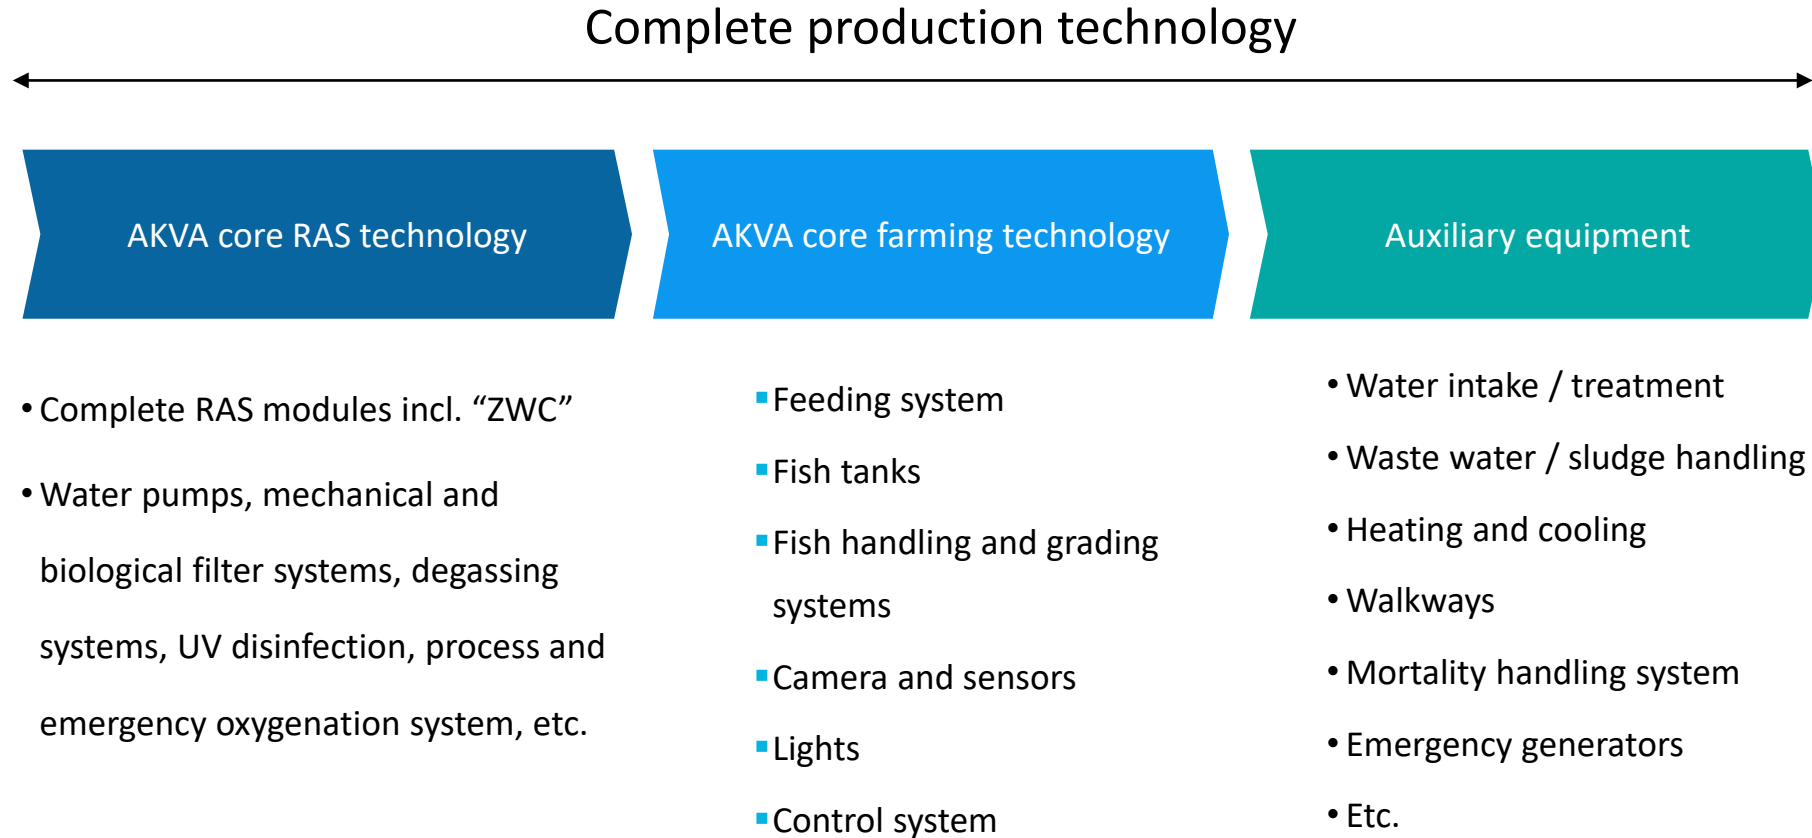 Complete production technology
AKVA core RAS technology
AKVA core farming technology
Auxiliary equipment
• Complete RAS modules incl. “ZWC”
• Water pumps, mechanical and
biological filter systems, degassing
systems, UV disinfection, process and
emergency oxygenation system, etc.
▪ Feeding system
▪ Fish tanks
▪ Fish handling and grading
systems
▪ Camera and sensors
▪ Lights
▪ Control system
• Water intake / treatment
• Waste water / sludge handling
• Heating and cooling
• Walkways
• Mortality handling system
• Emergency generators
• Etc.